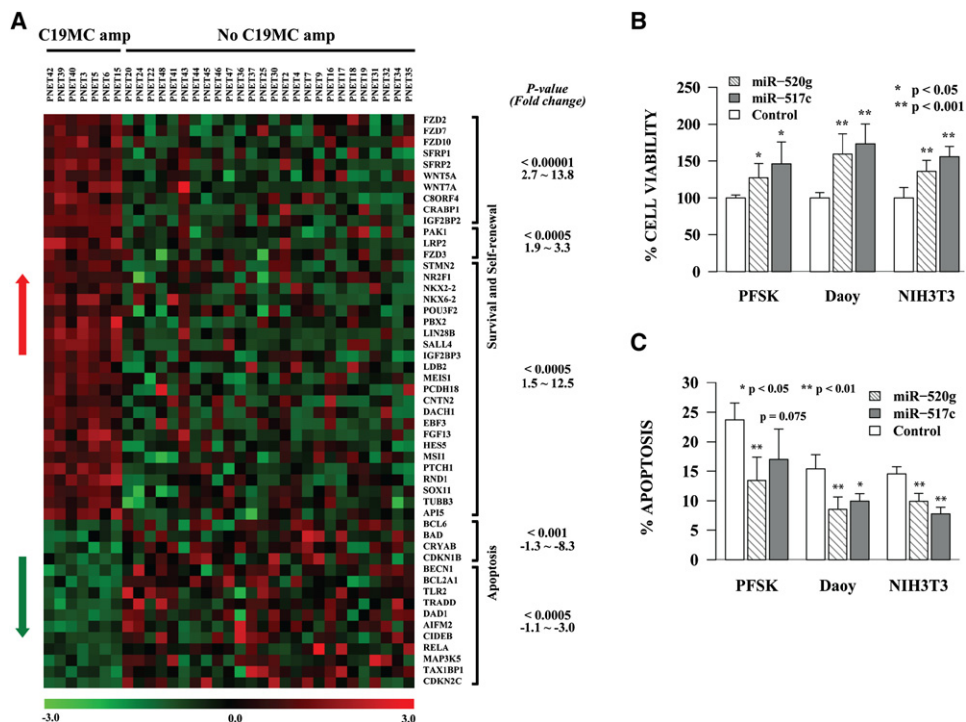 A
C19MC amp
No C19MC amp
PNET42
PNET39
PNET40
PNET3
PNET5
PNET6
PNET15
PNET20
PNET24
PNET22
PNET48
PNET41
PNET43
PNET44
PNET45
PNET46
PNET47
PNET36
PNET37
PNET25
PNET30
PNET2
PNET4
PNET7
PNET9
PNET16
PNET17
PNET18
PNET19
PNET31
PNET32
PNET34
PNET35
P-value
(Fold change)
FZD2
FZD7
FZD10
SFRP1
SFRP2
WNT5A
WNT7A
C8ORF4
CRABP1
IGF2BP2
PAK1
LRP2
FZD3
STMN2
NR2F1
NKX2-2
NKX6-2
POU3F2
PBX2
LIN28B
SALL4
IGF2BP3
LDB2
MEIS1
PCDH18
CNTN2
DACH1
EBF3
FGF13
HES5
MSI1
PTCH1
RND1
SOX11
TUBB3
API5
BCL6
BAD
CRYAB
CDKN1B
BECN1
BCL2A1
TLR2
TRADD
DAD1
AIFM2
CIDEB
RELA
MAP3K5
TAX1BP1
CDKN2C
Survival and Self-renewal
Apoptosis
< 0.00001
2.7 ~ 13.8
< 0.0005
1.9 ~ 3.3
< 0.0005
1.5 ~ 12.5
< 0.001
-1.3 ~ -8.3
< 0.0005
-1.1 ~ -3.0
-3.0 0.0 3.0
B
% CELL VIABILITY
300
250
200
150
100
50
0
miR-520g
miR-517c
Control
* p < 0.05
** p < 0.001
* * ** ** ** **
PFSK Daoy NIH3T3
C
% APOPTOSIS
30
25
20
15
10
5
0
* p < 0.05 ** p < 0.01
p = 0.075
miR-520g
miR-517c
Control
** ** * ** **
PFSK Daoy NIH3T3